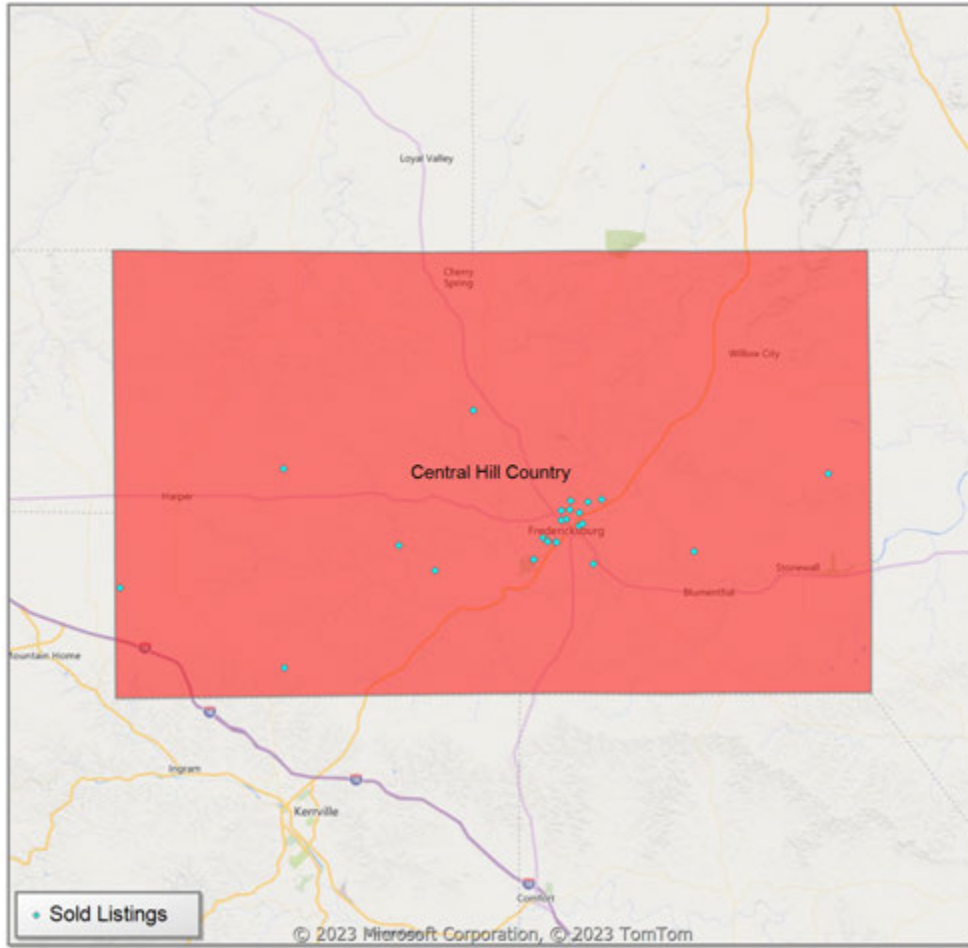 Loyal Valley
Cherry
Spring
Willow City
Central Hill Country
Harper
Fredericksburg
Stonewall
Blumenthal
Mountain Home
Ingram
Kerrville
Comfort
Sold Listings
© 2023 Microsoft Corporation, © 2023 TomTom